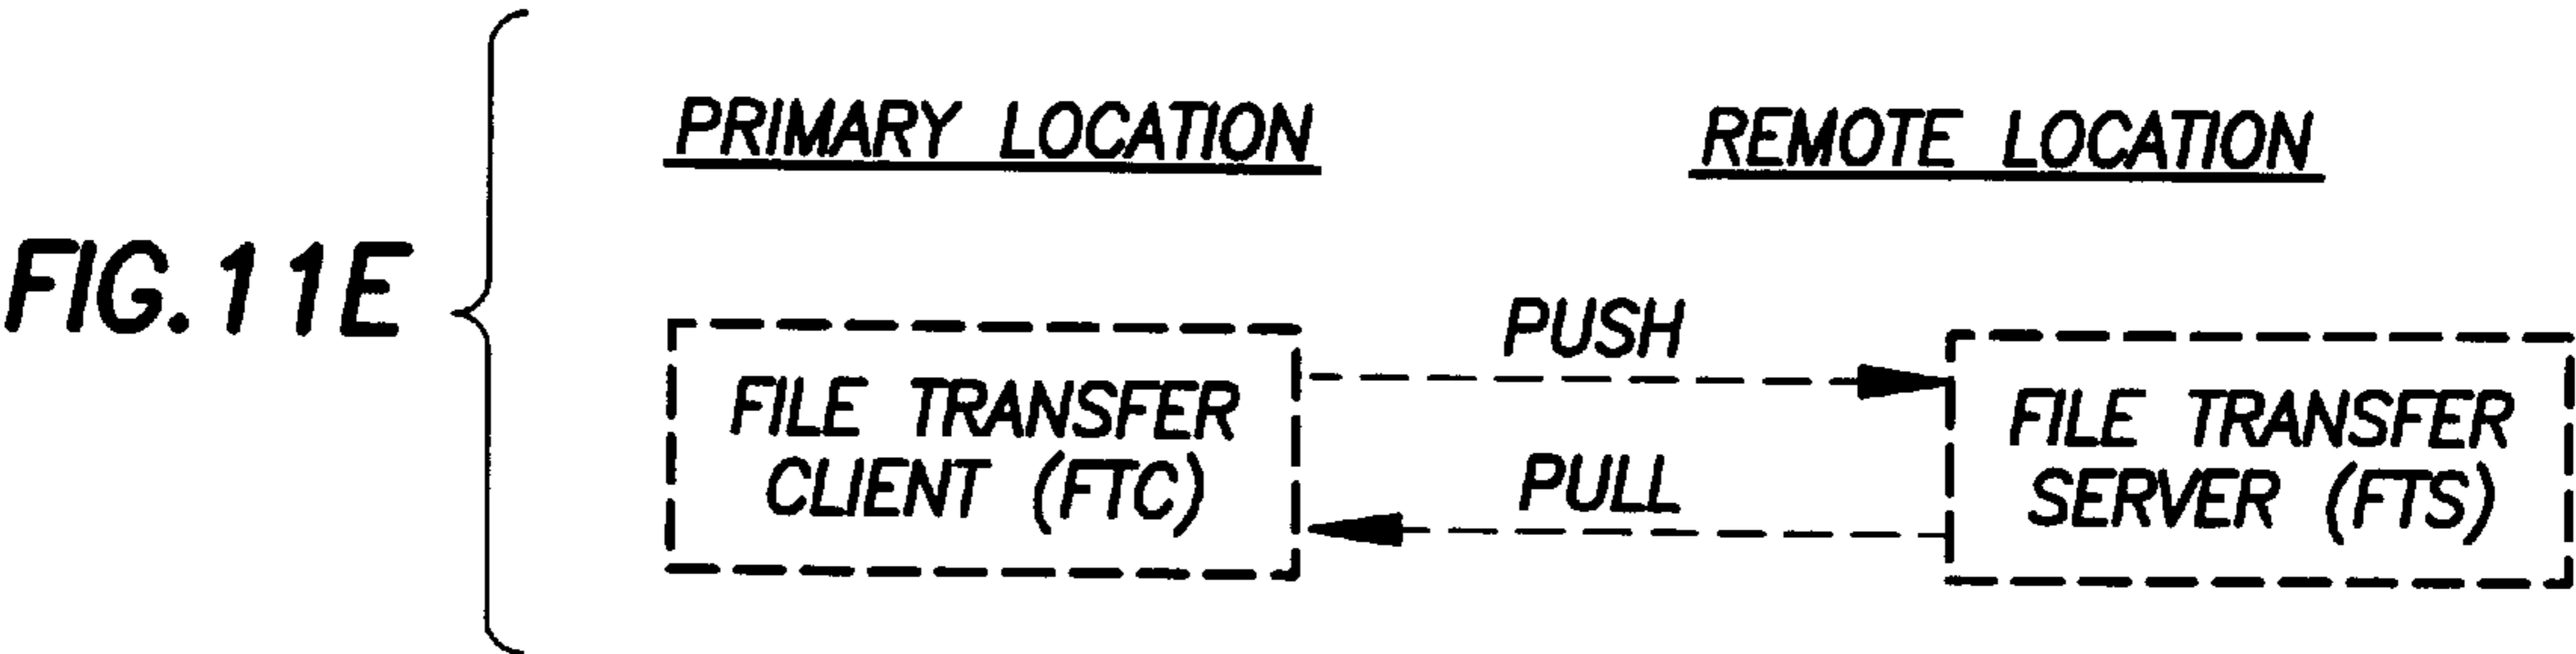 FIG. 11E
PRIMARY LOCATION
REMOTE LOCATION
FILE TRANSFER
CLIENT (FTC)
PUSH
PULL
FILE TRANSFER
SERVER (FTS)